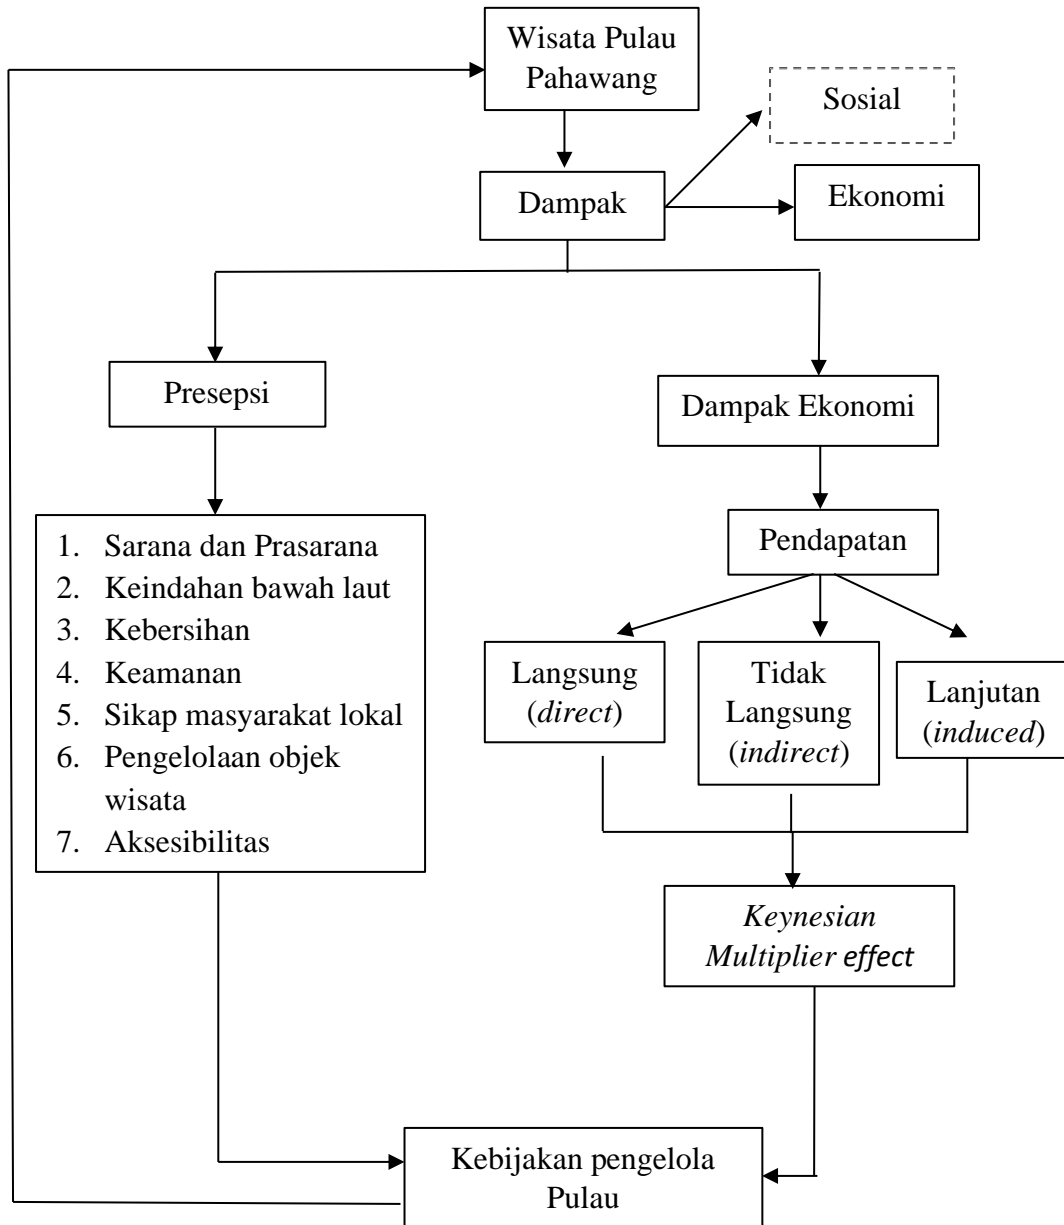 Wisata Pulau
Pahawang
Sosial
Dampak
Ekonomi
Presepsi
Dampak Ekonomi
1. Sarana dan Prasarana
2. Keindahan bawah laut
3. Kebersihan
4. Keamanan
5. Sikap masyarakat lokal
6. Pengelolaan objek
wisata
7. Aksesibilitas
Pendapatan
Langsung
(direct)
Tidak
Langsung
(indirect)
Lanjutan
(induced)
Keynesian
Multiplier effect
Kebijakan pengelola
Pulau